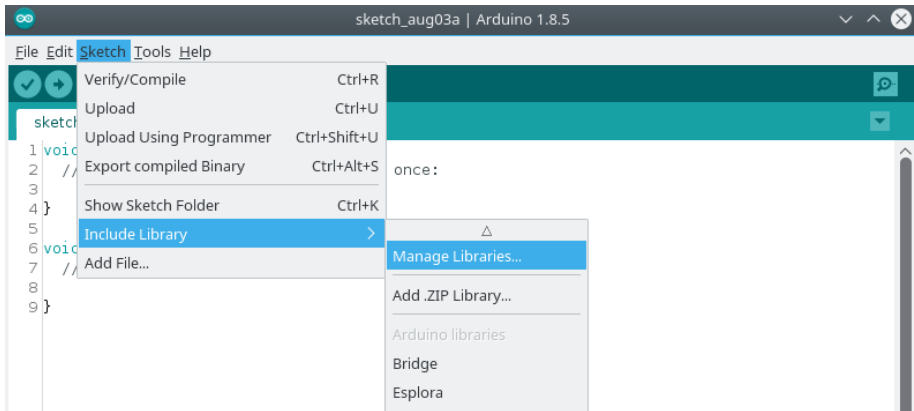 sketch_aug03a | Arduino 1.8.5
File Edit Sketch Tools Help
Verify/Compile Ctrl+R
Upload Ctrl+U
Upload Using Programmer Ctrl+Shift+U
Export compiled Binary Ctrl+Alt+S
Show Sketch Folder Ctrl+K
Include Library
Add File...
Manage Libraries...
Add .ZIP Library...
Arduino libraries
Bridge
Esplora
sketch
1 void
2 // once:
3
4 }
5
6 void
7 //
8
9 }